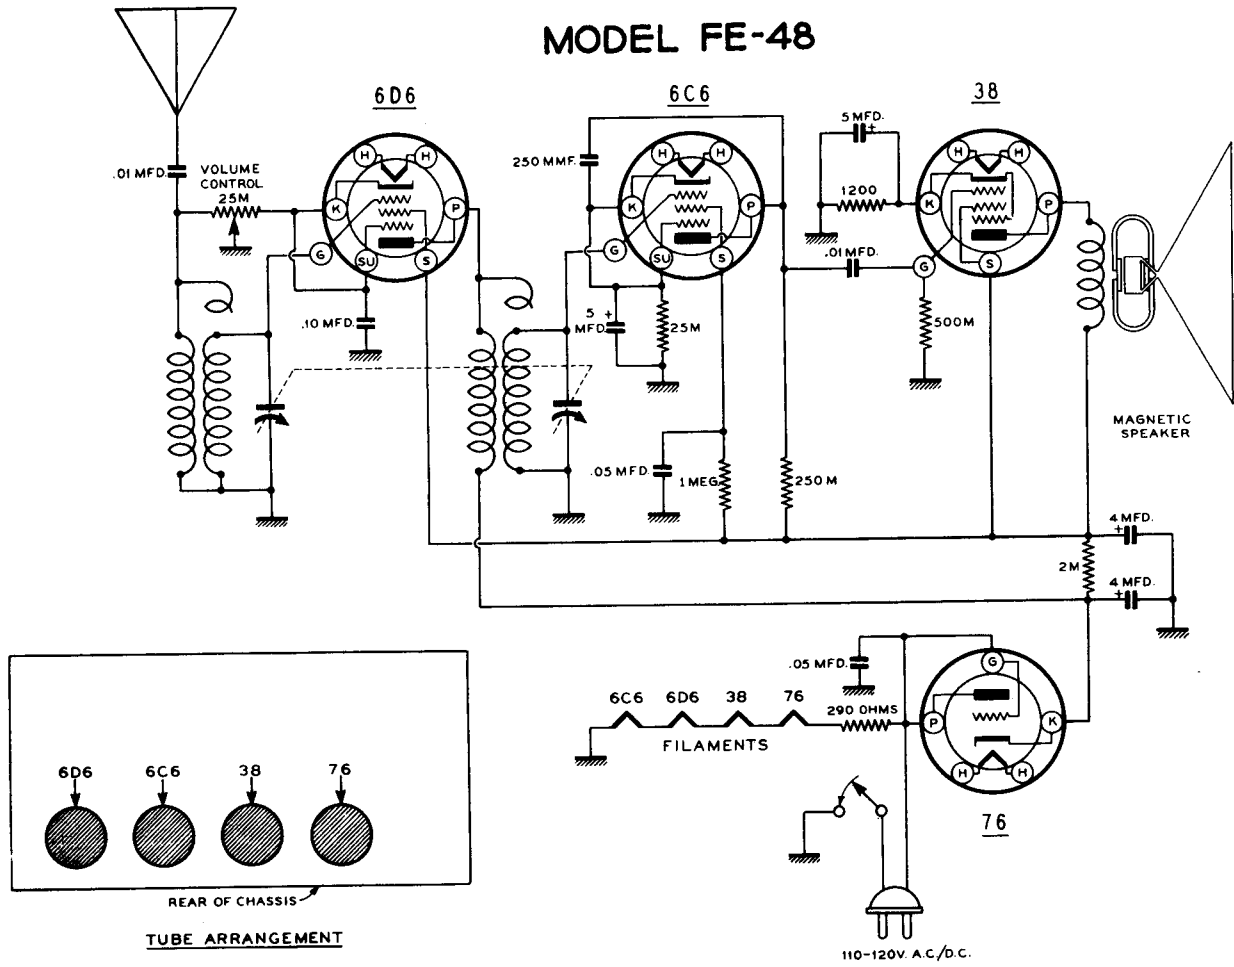 MODEL FE-48
6D6
6C6
38
.01 MFD.
VOLUME
CONTROL
25M
H
H
K
P
G
SU
S
.10 MFD.
250 MMF.
H
H
K
P
G
SU
S
5 +
MFD.
25M
.05 MFD.
1 MEG.
250 M
5 MFD.
+
1200
.01 MFD.
H
H
K
P
G
S
500M
MAGNETIC
SPEAKER
4 MFD.
+
2M
4 MFD.
+
.05 MFD.
G
P
K
H
H
76
6C6
6D6
38
76
290 OHMS
FILAMENTS
110-120V. A.C./D.C.
6D6
6C6
38
76
REAR OF CHASSIS
TUBE ARRANGEMENT